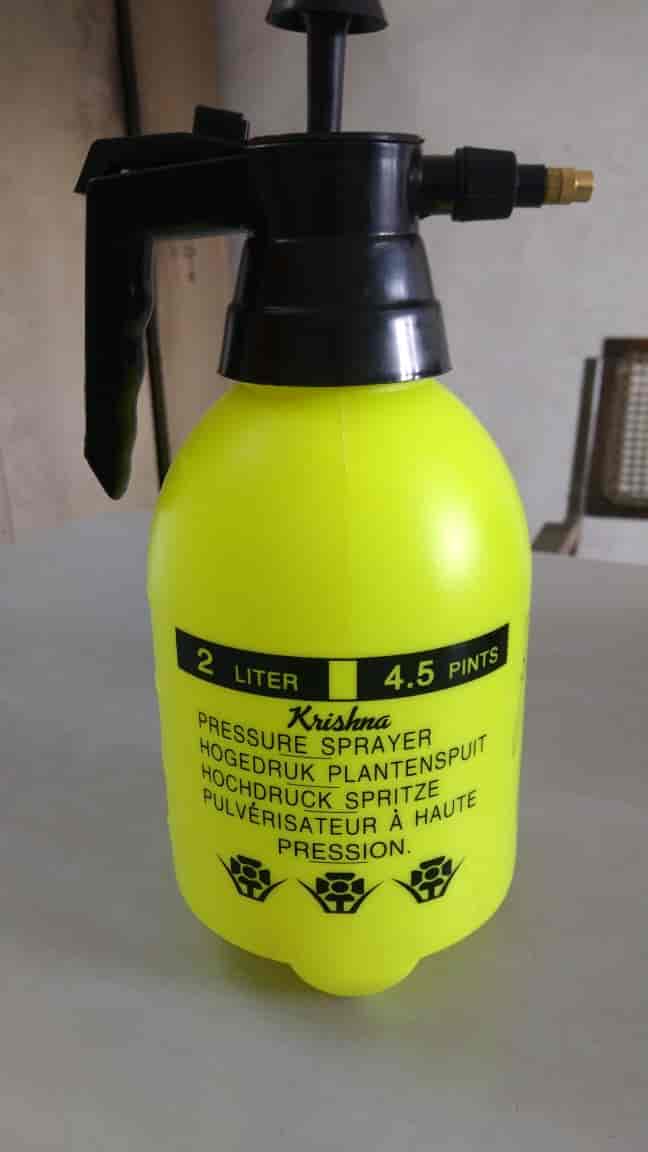 2 LITER 4.5 PINTS
Krishna
PRESSURE SPRAYER
HOGEDRUK PLANTENSPUIT
HOCHDRUCK SPRITZE
PULVÉRISATEUR À HAUTE
PRESSION.